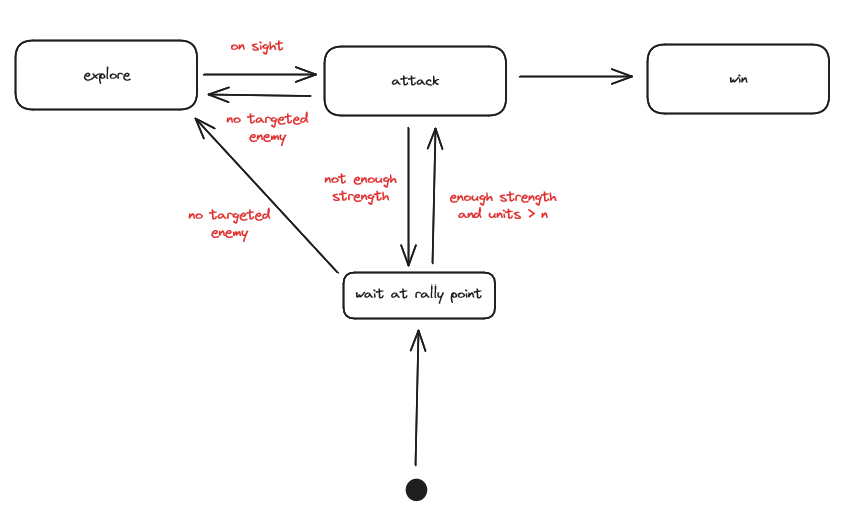 on sight
explore
attack
win
no targeted
enemy
not enough
strength
enough strength
and units > n
no targeted
enemy
wait at rally point